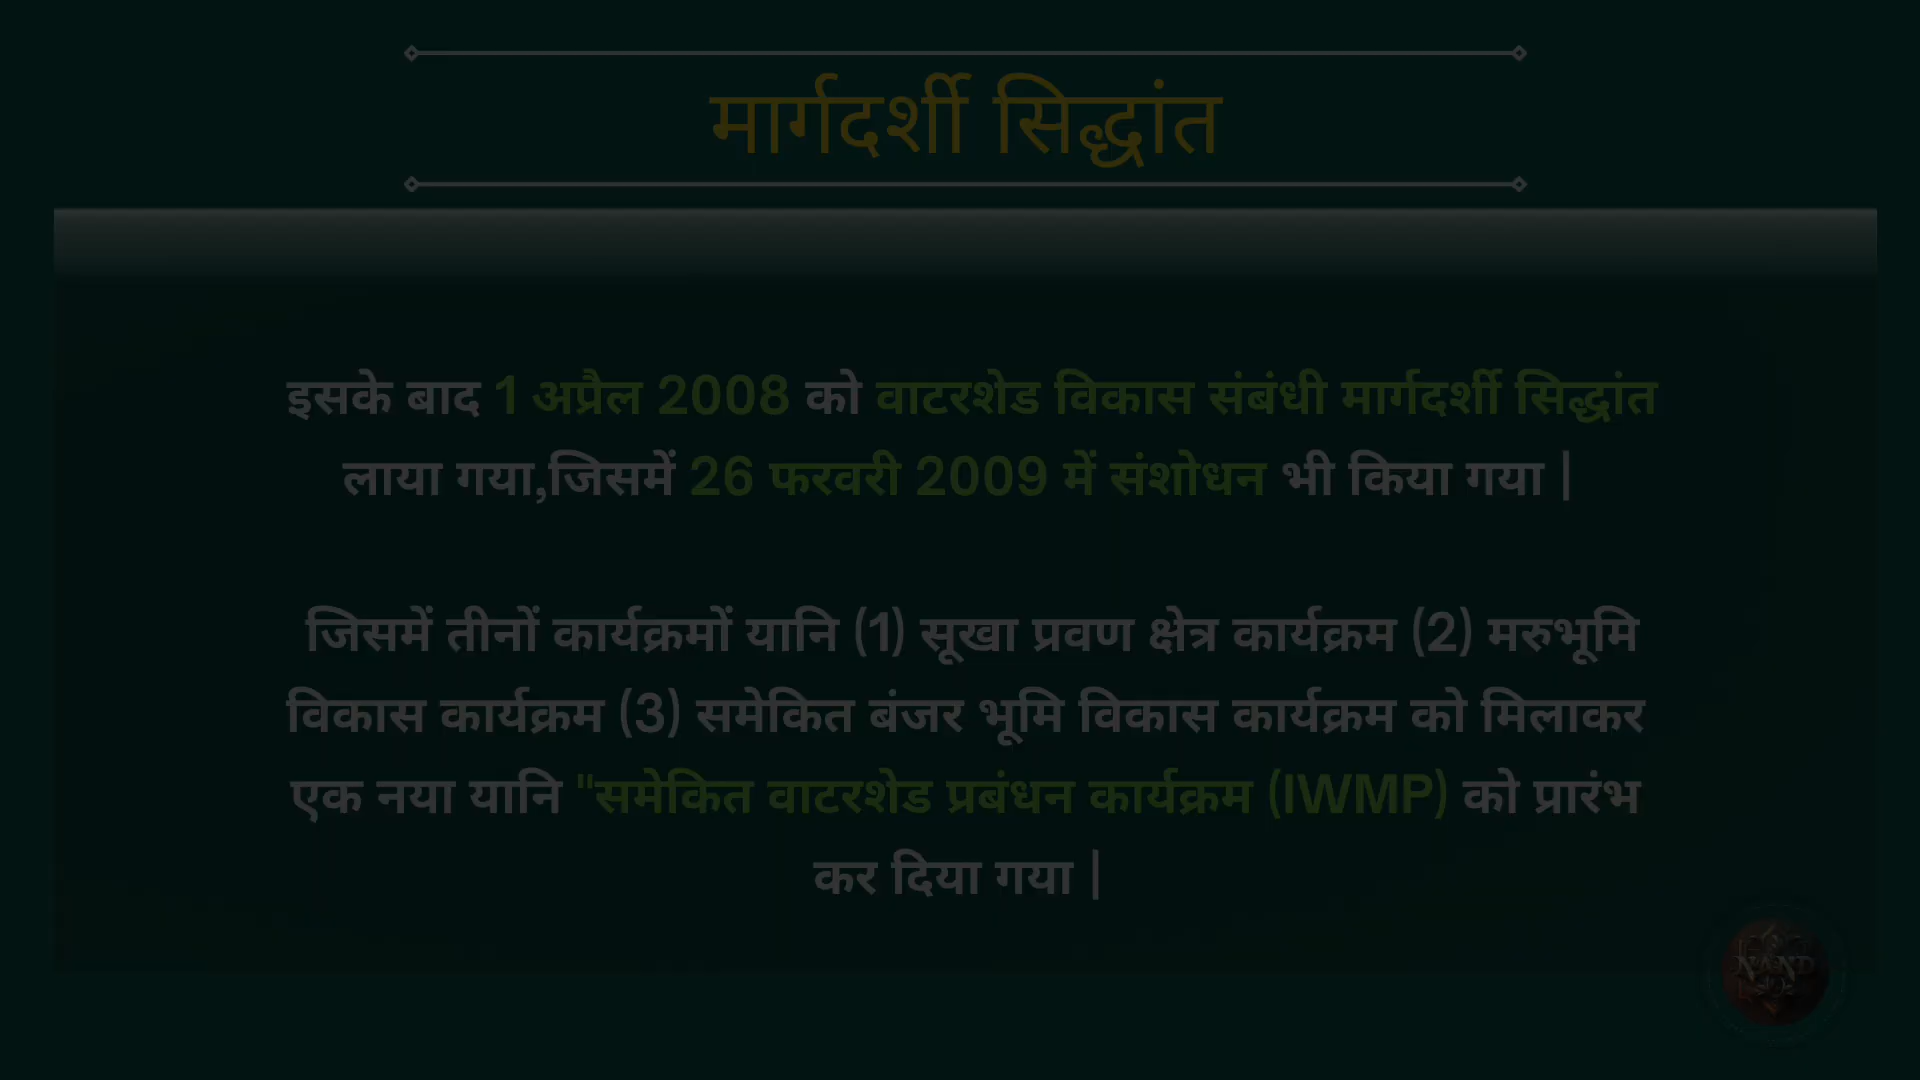 मार्गदर्शी सिद्धांत
इसके बाद 1 अप्रैल 2008 को वाटरशेड विकास संबंधी मार्गदर्शी सिद्धांत
लाया गया,जिसमें 26 फरवरी 2009 में संशोधन भी किया गया |
जिसमें तीनों कार्यक्रमों यानि (1) सूखा प्रवण क्षेत्र कार्यक्रम (2) मरुभूमि
विकास कार्यक्रम (3) समेकित बंजर भूमि विकास कार्यक्रम को मिलाकर
एक नया यानि "समेकित वाटरशेड प्रबंधन कार्यक्रम (IWMP) को प्रारंभ
कर दिया गया |
NAND